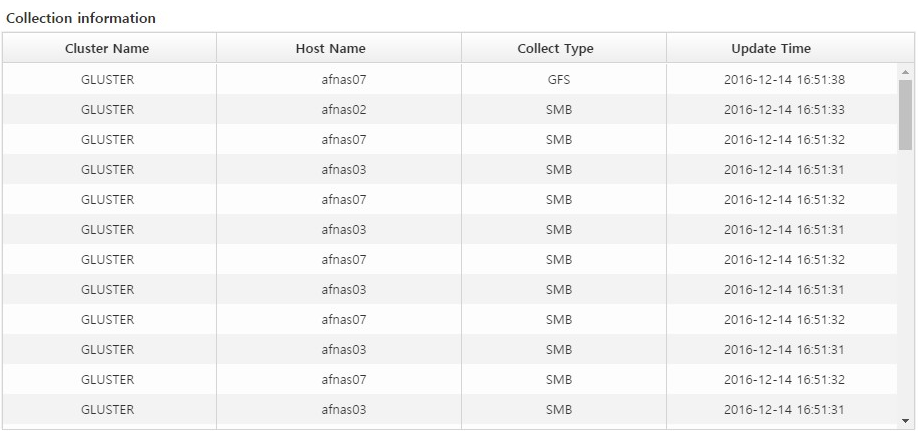 Collection information
Cluster Name Host Name Collect Type Update Time
GLUSTER afnas07 GFS 2016-12-14 16:51:38
GLUSTER afnas02 SMB 2016-12-14 16:51:33
GLUSTER afnas07 SMB 2016-12-14 16:51:32
GLUSTER afnas03 SMB 2016-12-14 16:51:31
GLUSTER afnas07 SMB 2016-12-14 16:51:32
GLUSTER afnas03 SMB 2016-12-14 16:51:31
GLUSTER afnas07 SMB 2016-12-14 16:51:32
GLUSTER afnas03 SMB 2016-12-14 16:51:31
GLUSTER afnas07 SMB 2016-12-14 16:51:32
GLUSTER afnas03 SMB 2016-12-14 16:51:31
GLUSTER afnas07 SMB 2016-12-14 16:51:32
GLUSTER afnas03 SMB 2016-12-14 16:51:31